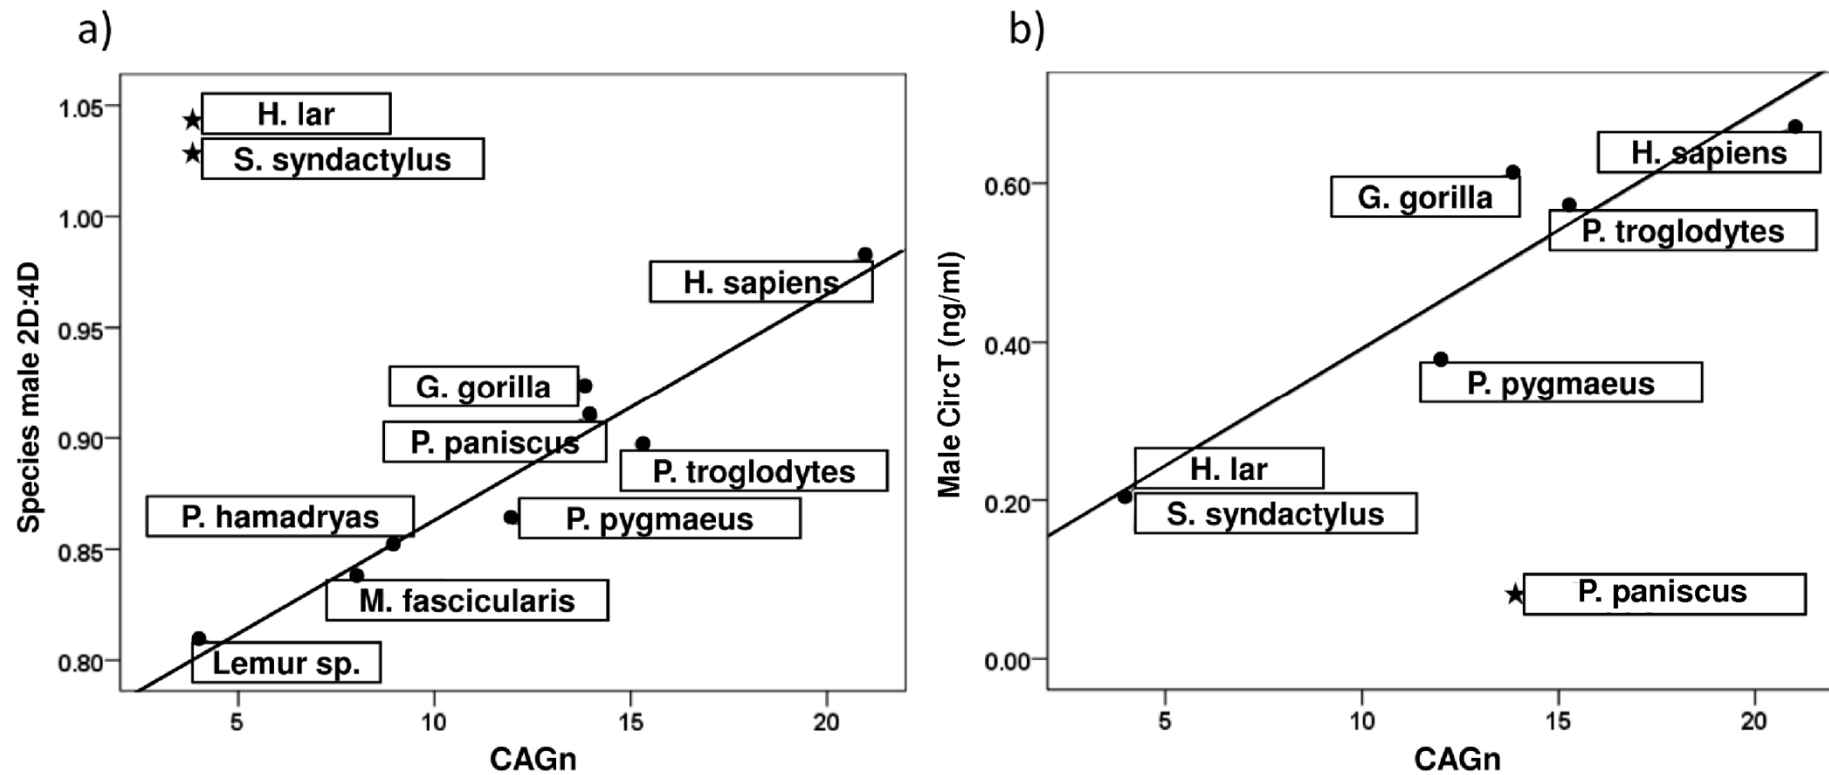 a)
Species male 2D:4D
1.05
1.00
0.95
0.90
0.85
0.80
H. lar
S. syndactylus
H. sapiens
G. gorilla
P. paniscus
P. troglodytes
P. hamadryas
P. pygmaeus
M. fascicularis
Lemur sp.
5 10 15 20
CAGn
b)
Male CircT (ng/ml)
0.60
0.40
0.20
0.00
H. sapiens
G. gorilla
P. troglodytes
P. pygmaeus
H. lar
S. syndactylus
P. paniscus
5 10 15 20
CAGn